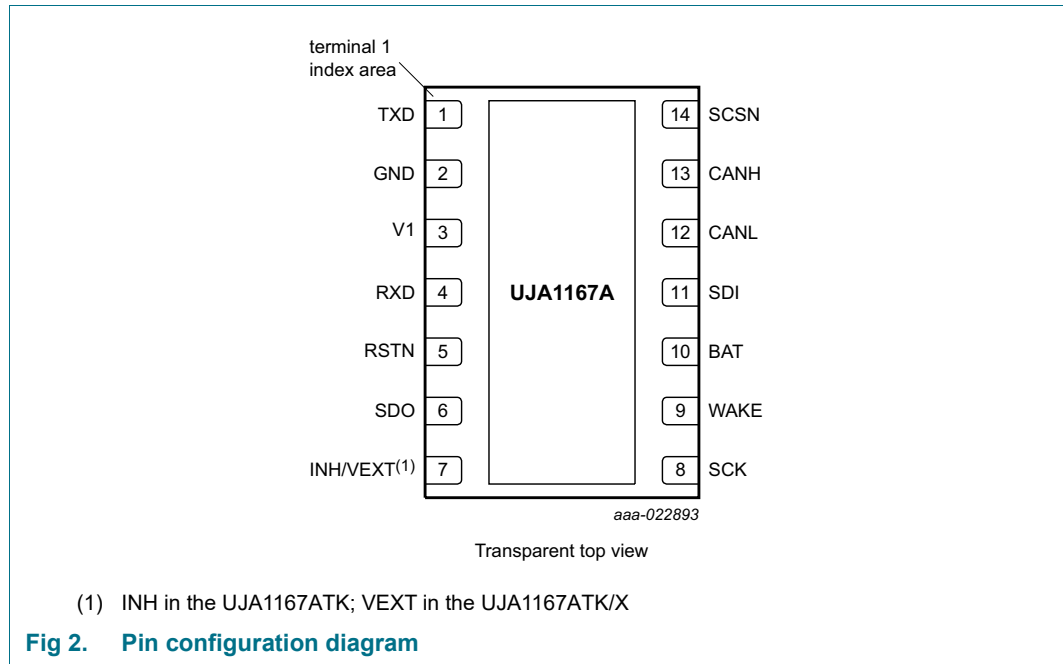 terminal 1
index area
TXD 1
GND 2
V1 3
RXD 4
RSTN 5
SDO 6
INH/VEXT(1) 7
UJA1167A
14 SCSN
13 CANH
12 CANL
11 SDI
10 BAT
9 WAKE
8 SCK
aaa-022893
Transparent top view
(1) INH in the UJA1167ATK; VEXT in the UJA1167ATK/X
Fig 2. Pin configuration diagram